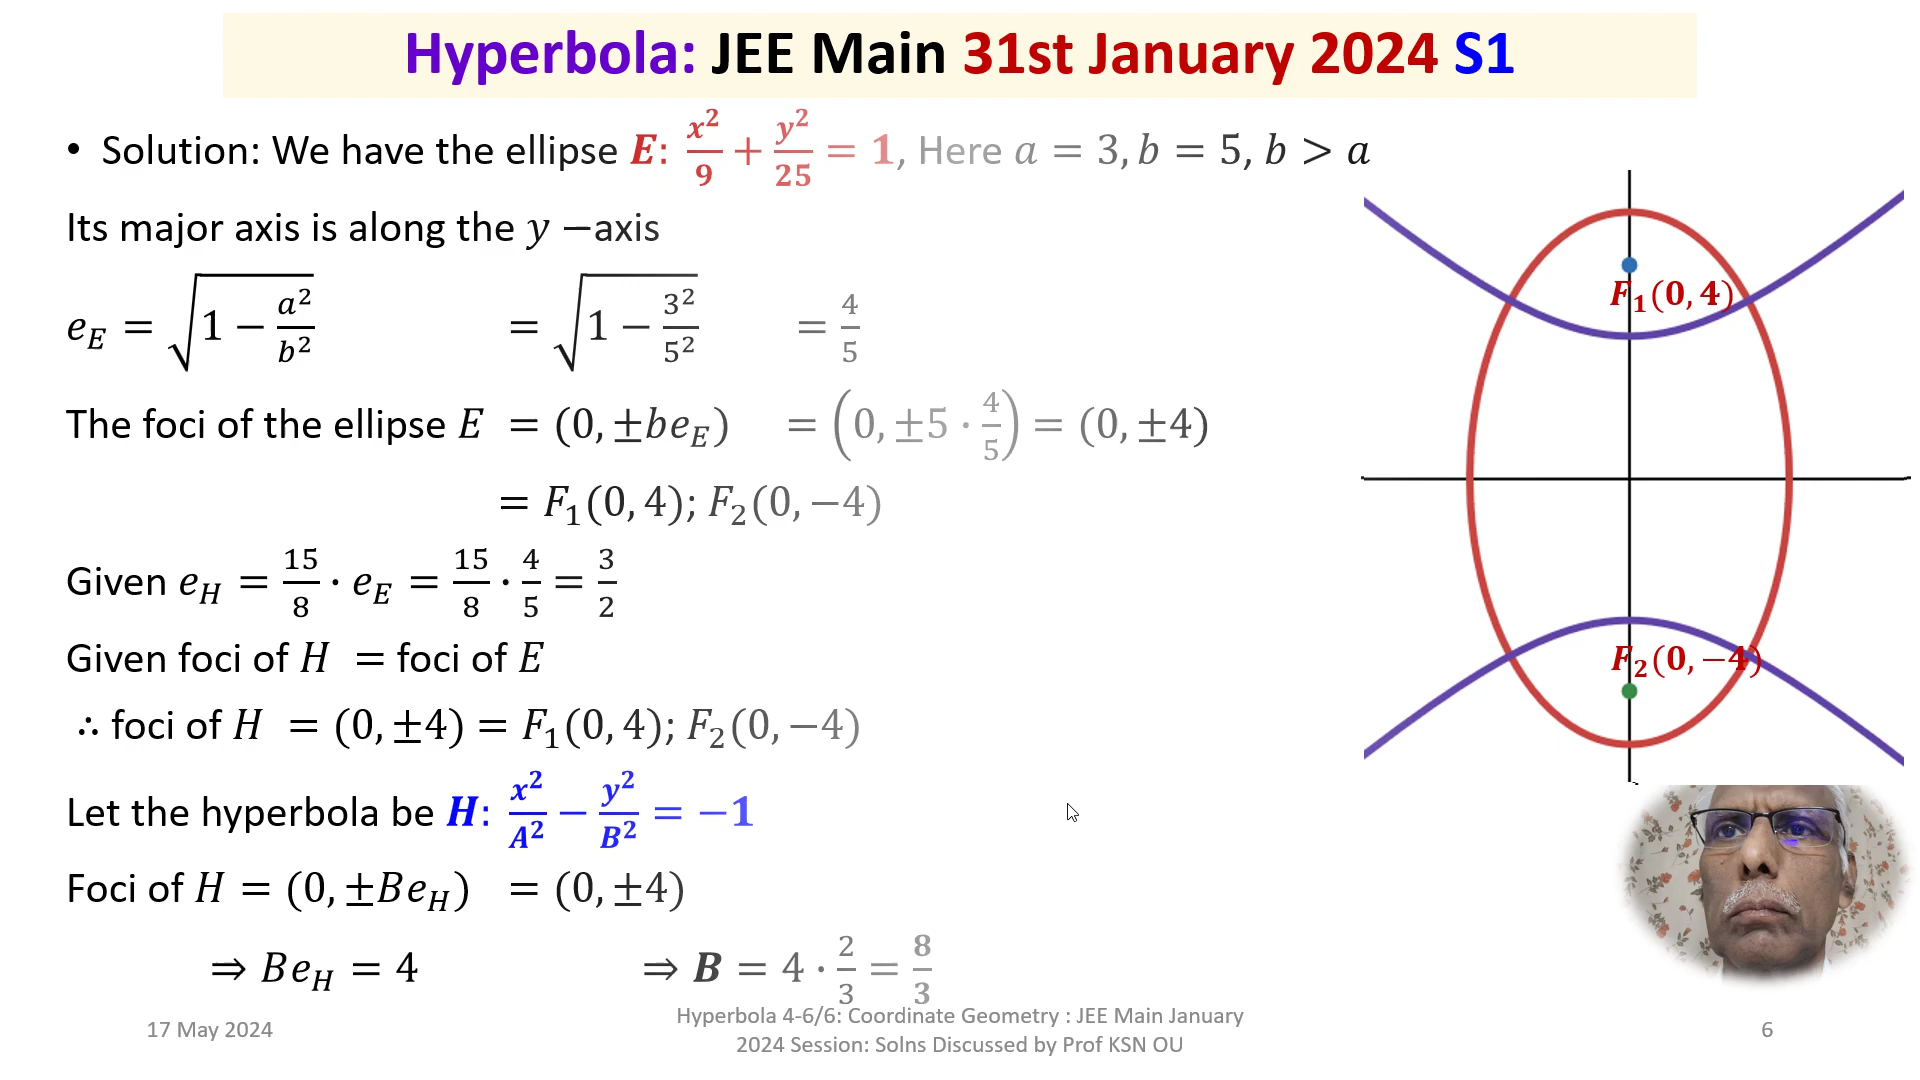 Hyperbola: JEE Main 31st January 2024 S1
• Solution: We have the ellipse E: x²/9 + y²/25 = 1, Here a = 3, b = 5, b > a
Its major axis is along the y −axis
e_E = √(1 − a²/b²) = √(1 − 3²/5²) = 4/5
The foci of the ellipse E = (0, ±be_E) = (0, ±5 · 4/5) = (0, ±4)
= F₁(0, 4); F₂(0, −4)
Given e_H = 15/8 · e_E = 15/8 · 4/5 = 3/2
Given foci of H = foci of E
∴ foci of H = (0, ±4) = F₁(0, 4); F₂(0, −4)
Let the hyperbola be H: x²/A² − y²/B² = −1
Foci of H = (0, ±Be_H) = (0, ±4)
⇒ Be_H = 4 ⇒ B = 4 · 2/3 = 8/3
F₁(0, 4)
F₂(0, −4)
17 May 2024
Hyperbola 4-6/6: Coordinate Geometry : JEE Main January
2024 Session: Solns Discussed by Prof KSN OU
6